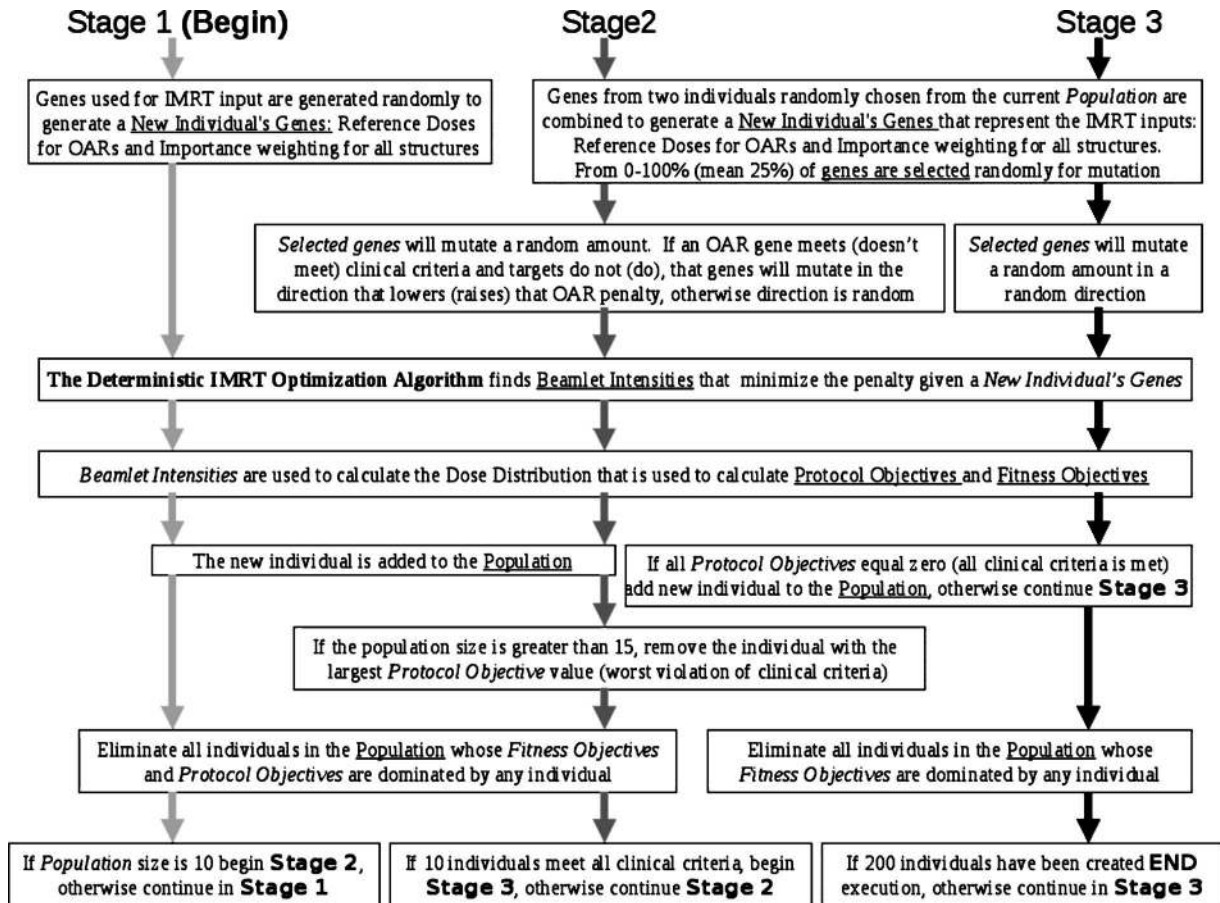 Stage 1 (Begin)
Stage2
Stage 3
Genes used for IMRT input are generated randomly to
generate a New Individual's Genes: Reference Doses
for OARs and Importance weighting for all structures
Genes from two individuals randomly chosen from the current Population are
combined to generate a New Individual's Genes that represent the IMRT inputs:
Reference Doses for OARs and Importance weighting for all structures.
From 0-100% (mean 25%) of genes are selected randomly for mutation
Selected genes will mutate a random amount. If an OAR gene meets (doesn't
meet) clinical criteria and targets do not (do), that genes will mutate in the
direction that lowers (raises) that OAR penalty, otherwise direction is random
Selected genes will mutate
a random amount in a
random direction
The Deterministic IMRT Optimization Algorithm finds Beamlet Intensities that minimize the penalty given a New Individual's Genes
Beamlet Intensities are used to calculate the Dose Distribution that is used to calculate Protocol Objectives and Fitness Objectives
The new individual is added to the Population
If all Protocol Objectives equal zero (all clinical criteria is met)
add new individual to the Population, otherwise continue Stage 3
If the population size is greater than 15, remove the individual with the
largest Protocol Objective value (worst violation of clinical criteria)
Eliminate all individuals in the Population whose Fitness Objectives
and Protocol Objectives are dominated by any individual
Eliminate all individuals in the Population whose
Fitness Objectives are dominated by any individual
If Population size is 10 begin Stage 2,
otherwise continue in Stage 1
If 10 individuals meet all clinical criteria, begin
Stage 3, otherwise continue Stage 2
If 200 individuals have been created END
execution, otherwise continue in Stage 3